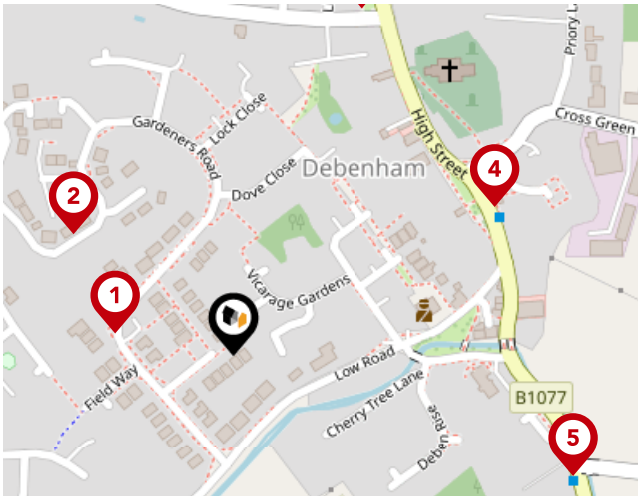 Priory L
Lock Close
Gardeners Road
Cross Green
High Street
Debenham
Dove Close
4
2
1
Vicarage Gardens
Low Road
Field Way
Cherry Tree Lane
B1077
Deben Rise
5